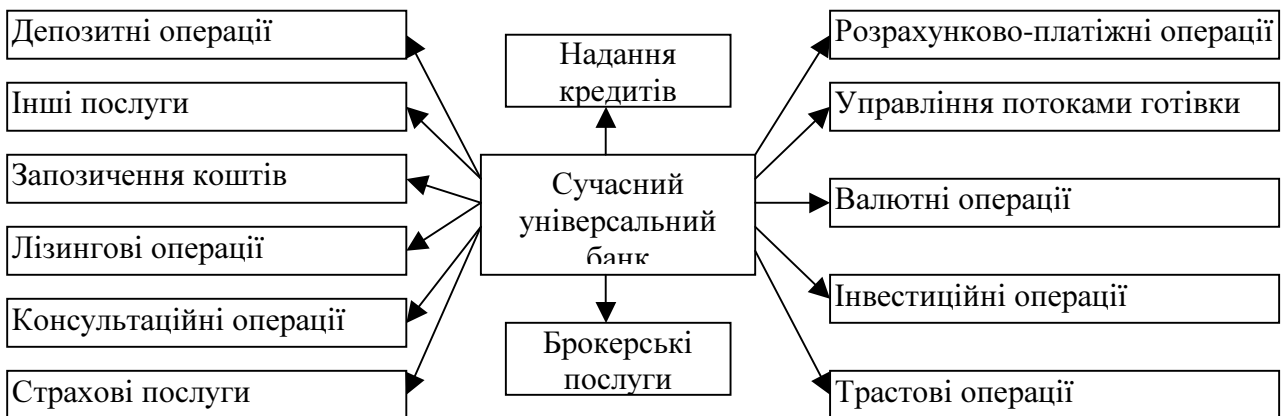 Депозитні операції
Інші послуги
Запозичення коштів
Лізингові операції
Консультаційні операції
Страхові послуги
Надання
кредитів
Сучасний
універсальний
банк
Брокерські
послуги
Розрахунково-платіжні операції
Управління потоками готівки
Валютні операції
Інвестиційні операції
Трастові операції